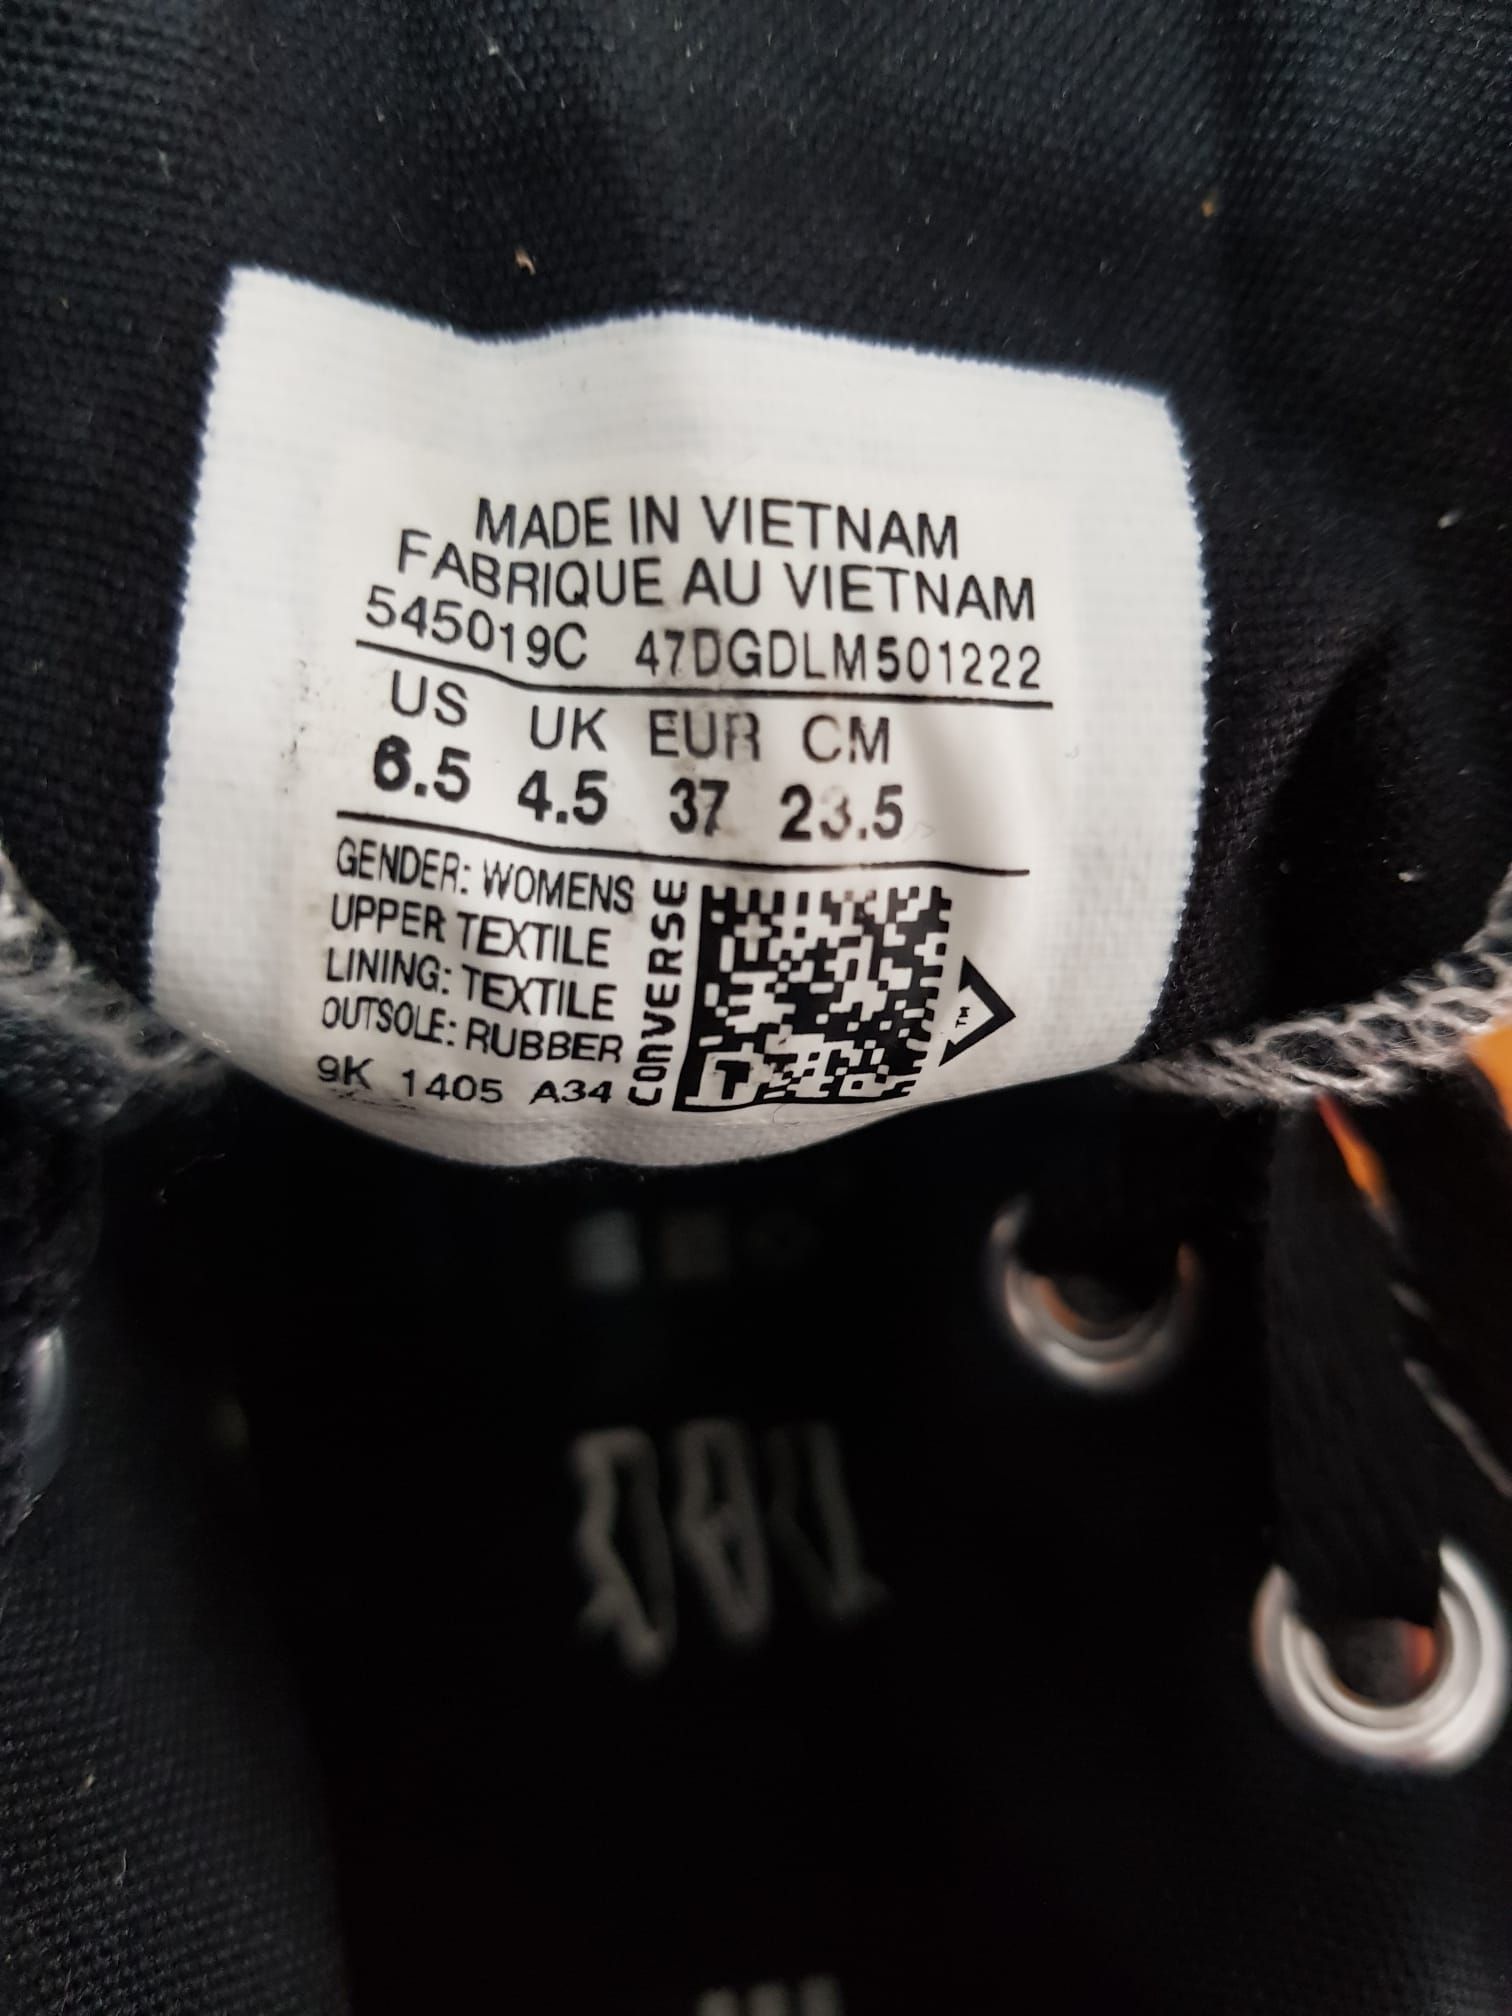 MADE IN VIETNAM
FABRIQUE AU VIETNAM
545019C 47DGDLM501222
US UK EUR CM
6.5 4.5 37 23.5
GENDER: WOMENS
UPPER TEXTILE
LINING: TEXTILE
OUTSOLE: RUBBER
9K 1405 A34
CONVERSE
TM